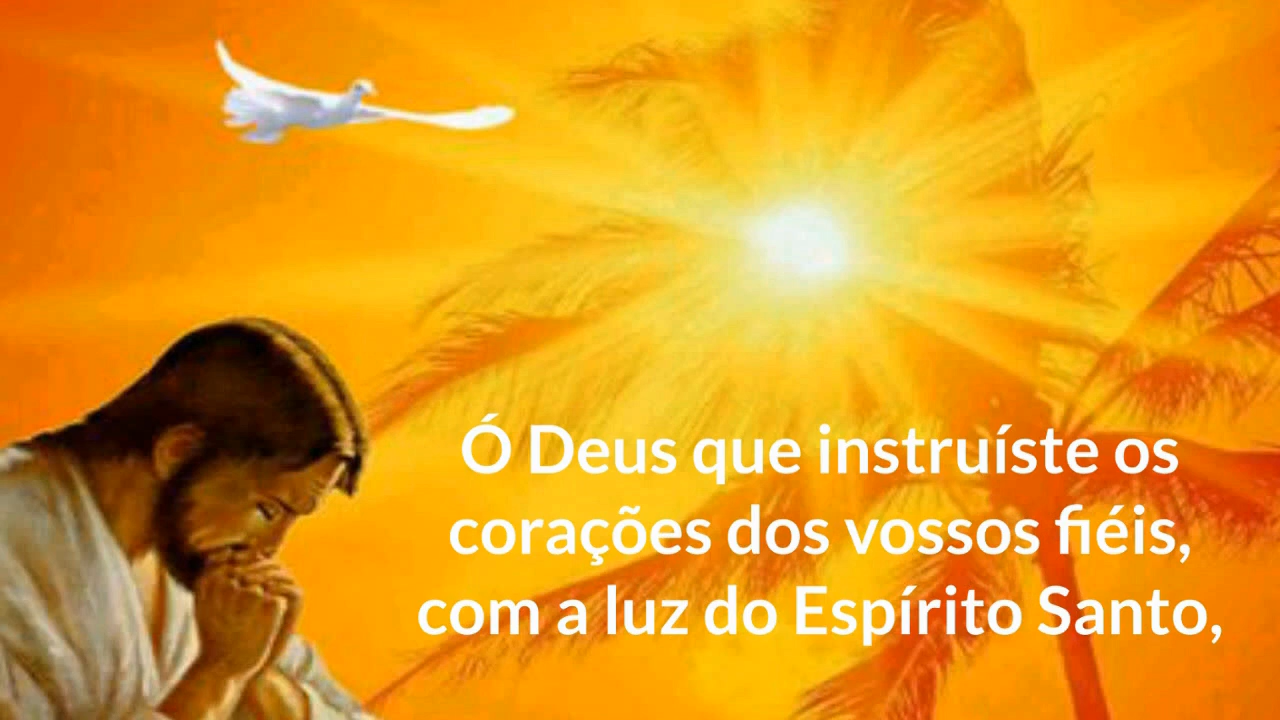 Ó Deus que instruíste os
corações dos vossos fiéis,
com a luz do Espírito Santo,